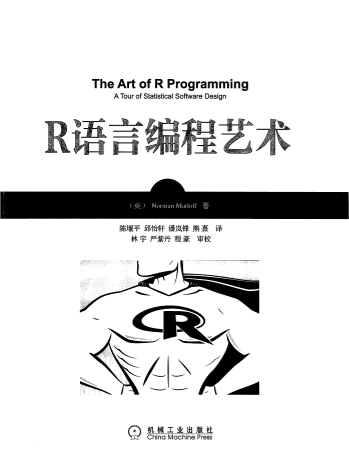 The Art of R Programming
A Tour of Statistical Software Design
R语言编程艺术
(美) Norman Matloff 著
陈堰平 邱怡轩 潘岚锋 熊熹 译
林宇 严紫丹 程豪 审校
R
机械工业出版社
China Machine Press